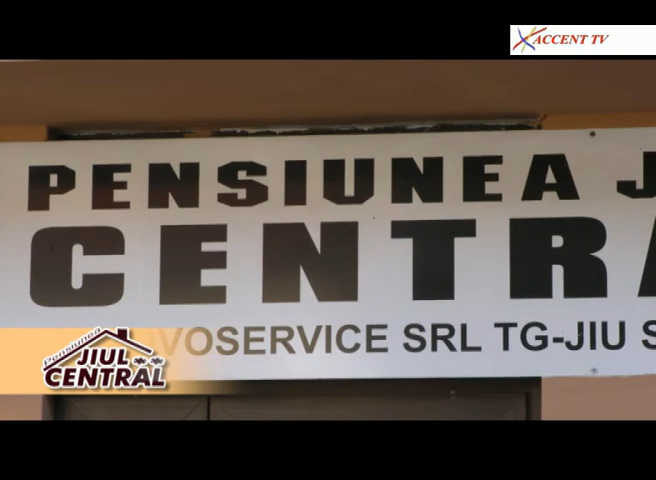 ACCENT TV
PENSIUNEA J
CENTRA
VOSERVICE SRL TG-JIU S
Pensiunea
JIUL
CENTRAL